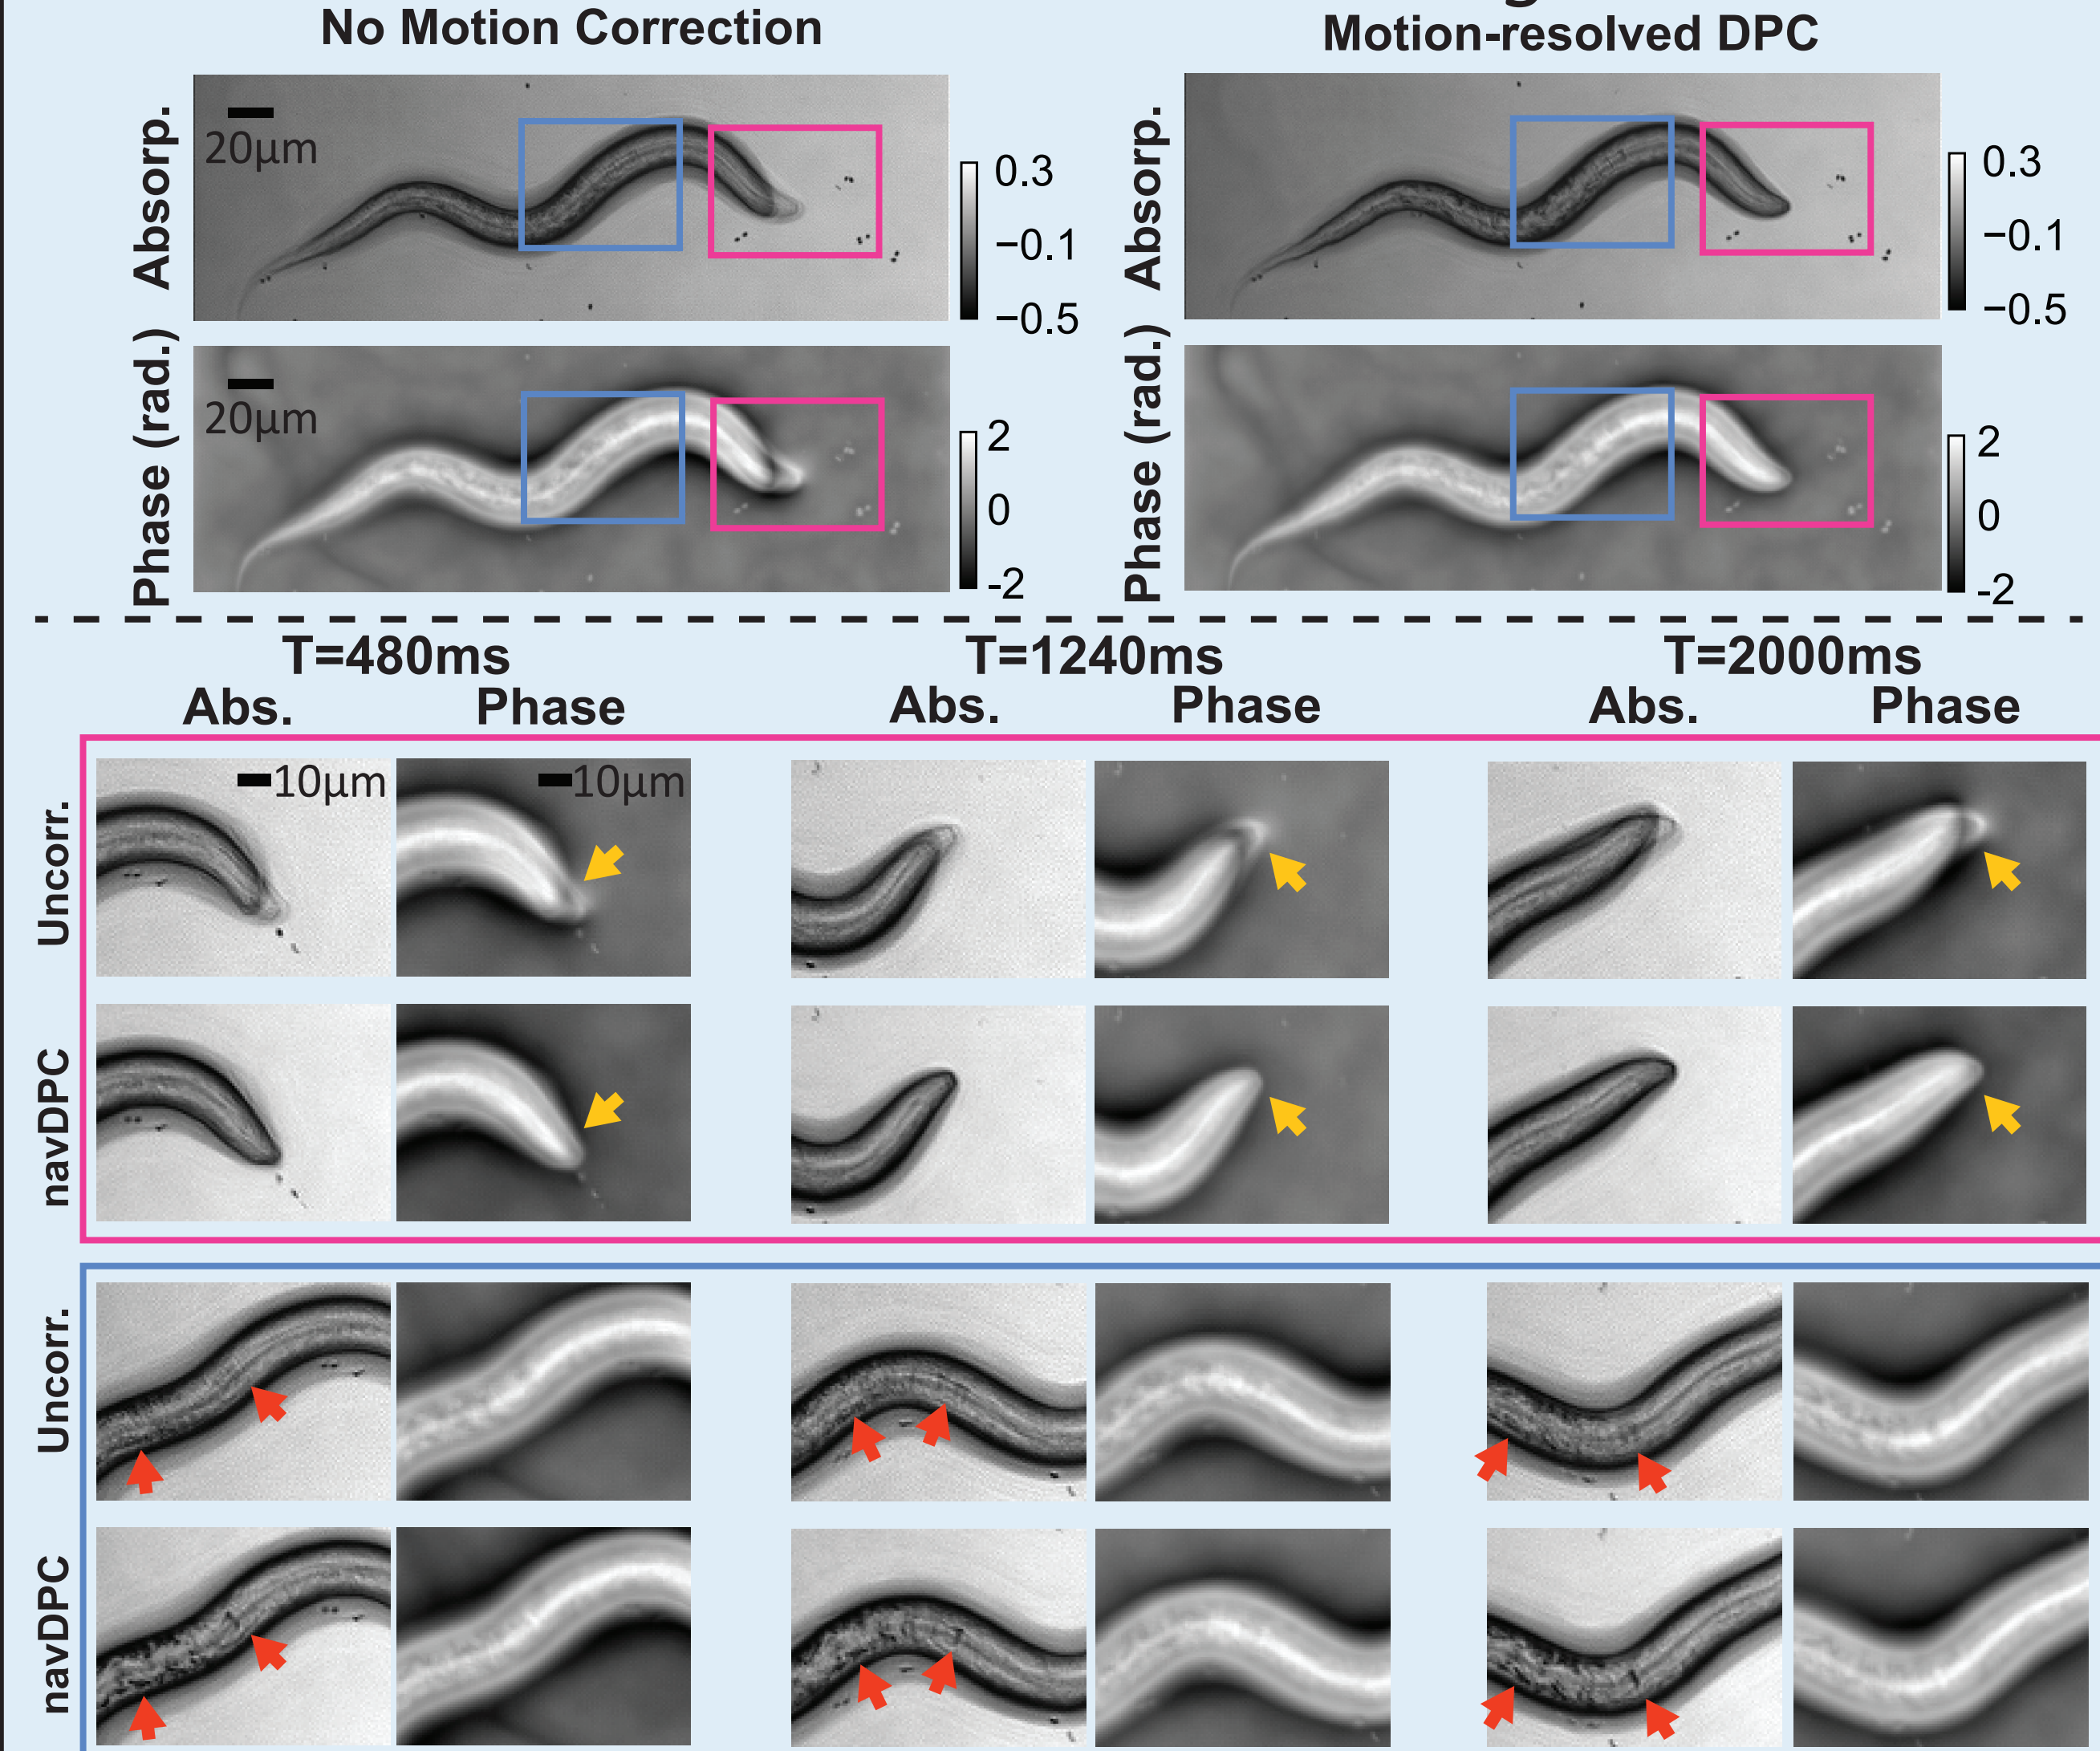 No Motion Correction
Motion-resolved DPC
Absorp.
20µm
0.3
−0.1
−0.5
Absorp.
0.3
−0.1
−0.5
Phase (rad.)
20µm
2
0
-2
Phase (rad.)
2
0
-2
T=480ms
T=1240ms
T=2000ms
Abs.
Phase
Abs.
Phase
Abs.
Phase
Uncorr.
10µm
10µm
navDPC
Uncorr.
navDPC